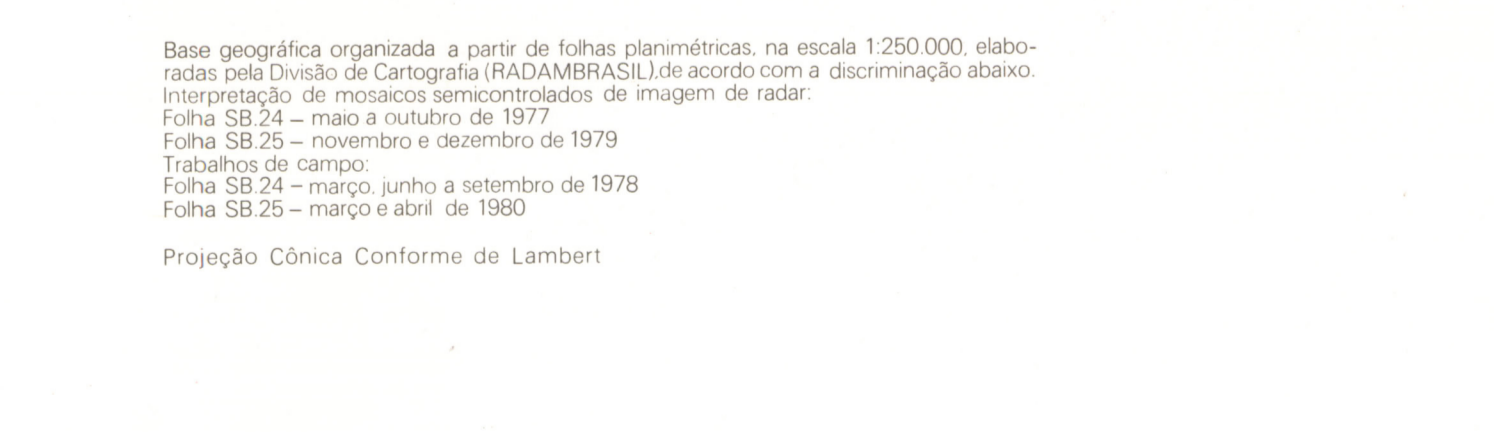 Base geográfica organizada a partir de folhas planimétricas, na escala 1:250.000, elabo-
radas pela Divisão de Cartografia (RADAMBRASIL),de acordo com a discriminação abaixo.
Interpretação de mosaicos semicontrolados de imagem de radar:
Folha SB.24 – maio a outubro de 1977
Folha SB.25 – novembro e dezembro de 1979
Trabalhos de campo:
Folha SB.24 – março, junho a setembro de 1978
Folha SB.25 – março e abril de 1980
Projeção Cônica Conforme de Lambert